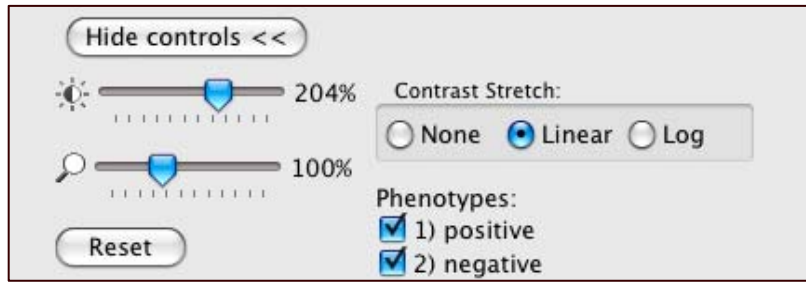 Hide controls <<
204%
100%
Reset
Contrast Stretch:
None Linear Log
Phenotypes:
1) positive
2) negative